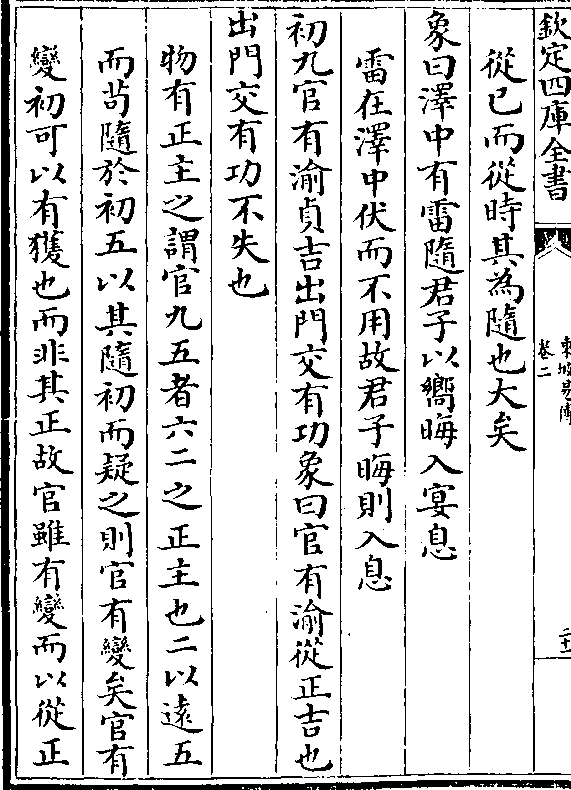 欽定四庫全書
東坡易傳
卷二
二十一
從已而從時其為隨也大矣
象曰澤中有雷隨君子以嚮晦入宴息
雷在澤中伏而不用故君子晦則入息
初九官有渝貞吉出門交有功象曰官有渝從正吉也
出門交有功不失也
物有正主之謂官九五者六二之正主也二以遠五
而茍隨於初五以其隨初而疑之則官有變矣官有
變初可以有獲也而非其正故官雖有變而以從正